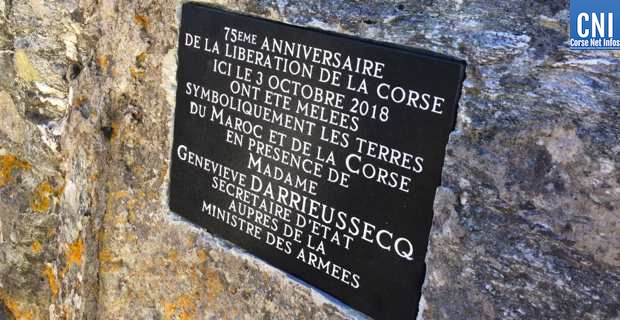 75EME ANNIVERSAIRE
DE LA LIBERATION DE LA CORSE
ICI LE 3 OCTOBRE 2018
ONT ETE MELEES
SYMBOLIQUEMENT LES TERRES
DU MAROC ET DE LA CORSE
EN PRESENCE DE
MADAME
GENEVIEVE DARRIEUSSECQ
SECRETAIRE D'ETAT
AUPRES DE LA
MINISTRE DES ARMEES
CNI
Corse Net Infos